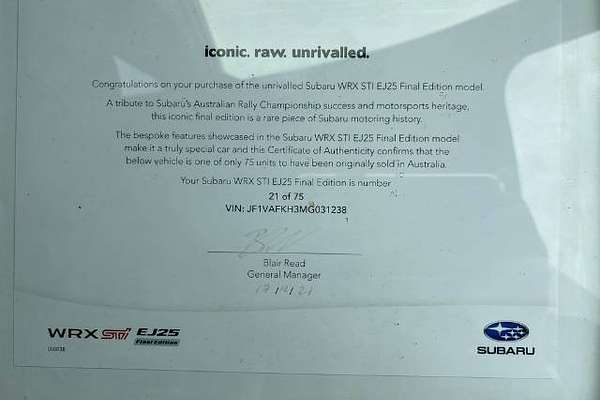 iconic. raw. unrivalled.
Congratulations on your purchase of the unrivalled Subaru WRX STI EJ25 Final Edition model.
A tribute to Subaru's Australian Rally Championship success and motorsports heritage,
this iconic final edition is a rare piece of Subaru motoring history.
The bespoke features showcased in the Subaru WRX STI EJ25 Final Edition model
make it a truly special car and this Certificate of Authenticity confirms that the
below vehicle is one of only 75 units to have been originally sold in Australia.
Your Subaru WRX STI EJ25 Final Edition is number
21 of 75
VIN: JF1VAFKH3MG031238
Blair Read
General Manager
WRX STI EJ25
Final Edition
SUBARU